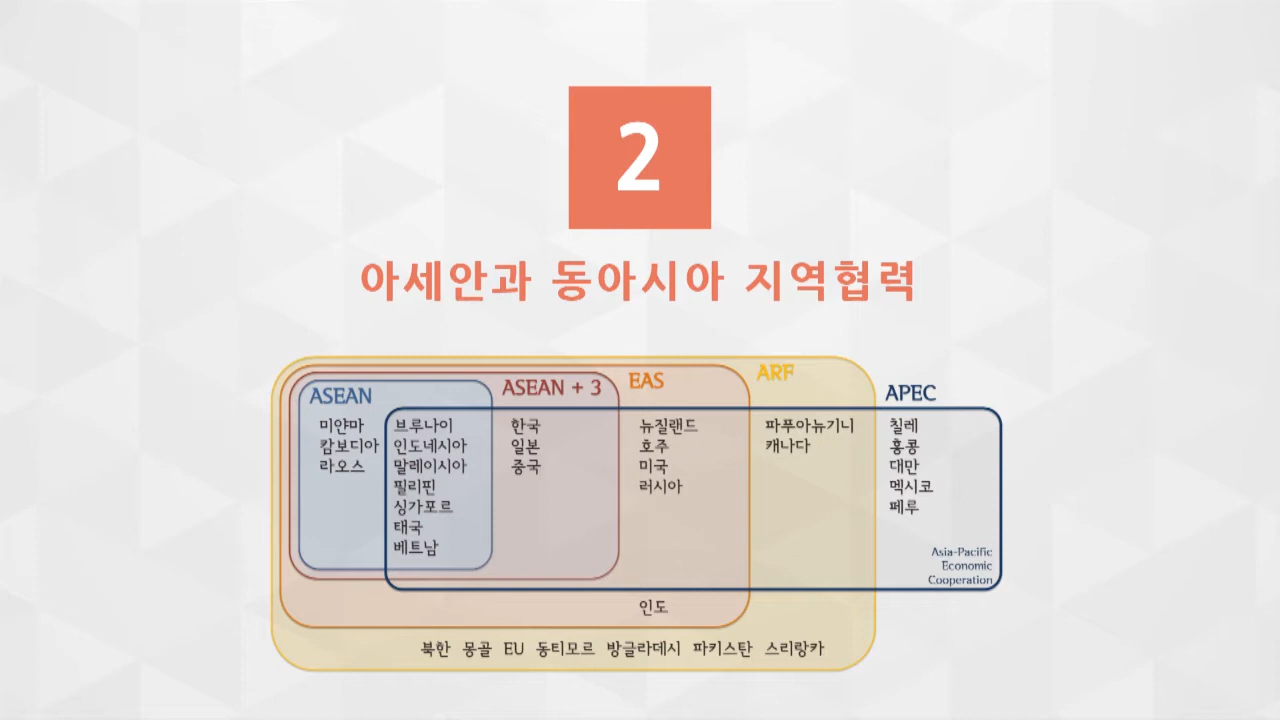 2
아세안과 동아시아 지역협력
ASEAN
미얀마
캄보디아
라오스
브루나이
인도네시아
말레이시아
필리핀
싱가포르
태국
베트남
ASEAN + 3
한국
일본
중국
EAS
뉴질랜드
호주
미국
러시아
인도
ARF
파푸아뉴기니
캐나다
북한 몽골 EU 동티모르 방글라데시 파키스탄 스리랑카
APEC
칠레
홍콩
대만
멕시코
페루
Asia-Pacific
Economic
Cooperation